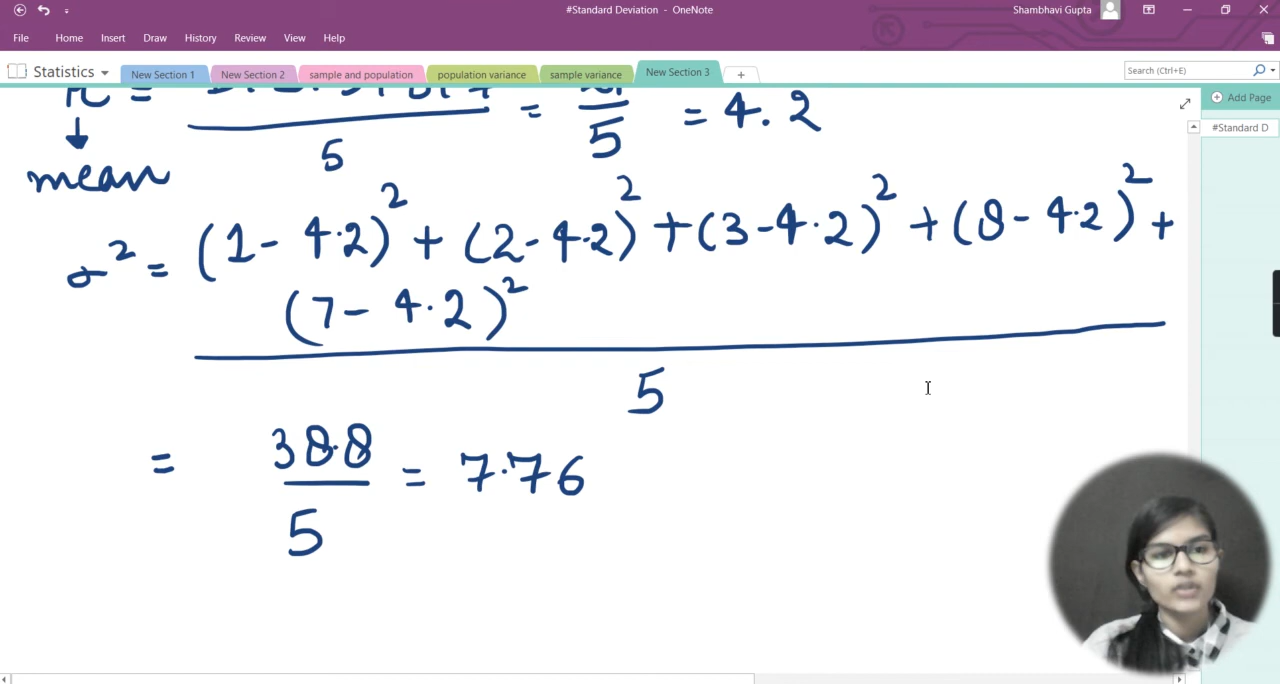 #Standard Deviation - OneNote
Shambhavi Gupta
File Home Insert Draw History Review View Help
Statistics
New Section 1
New Section 2
sample and population
population variance
sample variance
New Section 3
Search (Ctrl+E)
Add Page
#Standard D
= 5 = 5 = 4.2
mean
σ² = (1 - 4.2)² + (2 - 4.2)² + (3 - 4.2)² + (8 - 4.2)² +
(7 - 4.2)²
5
= 38.8 = 7.76
5